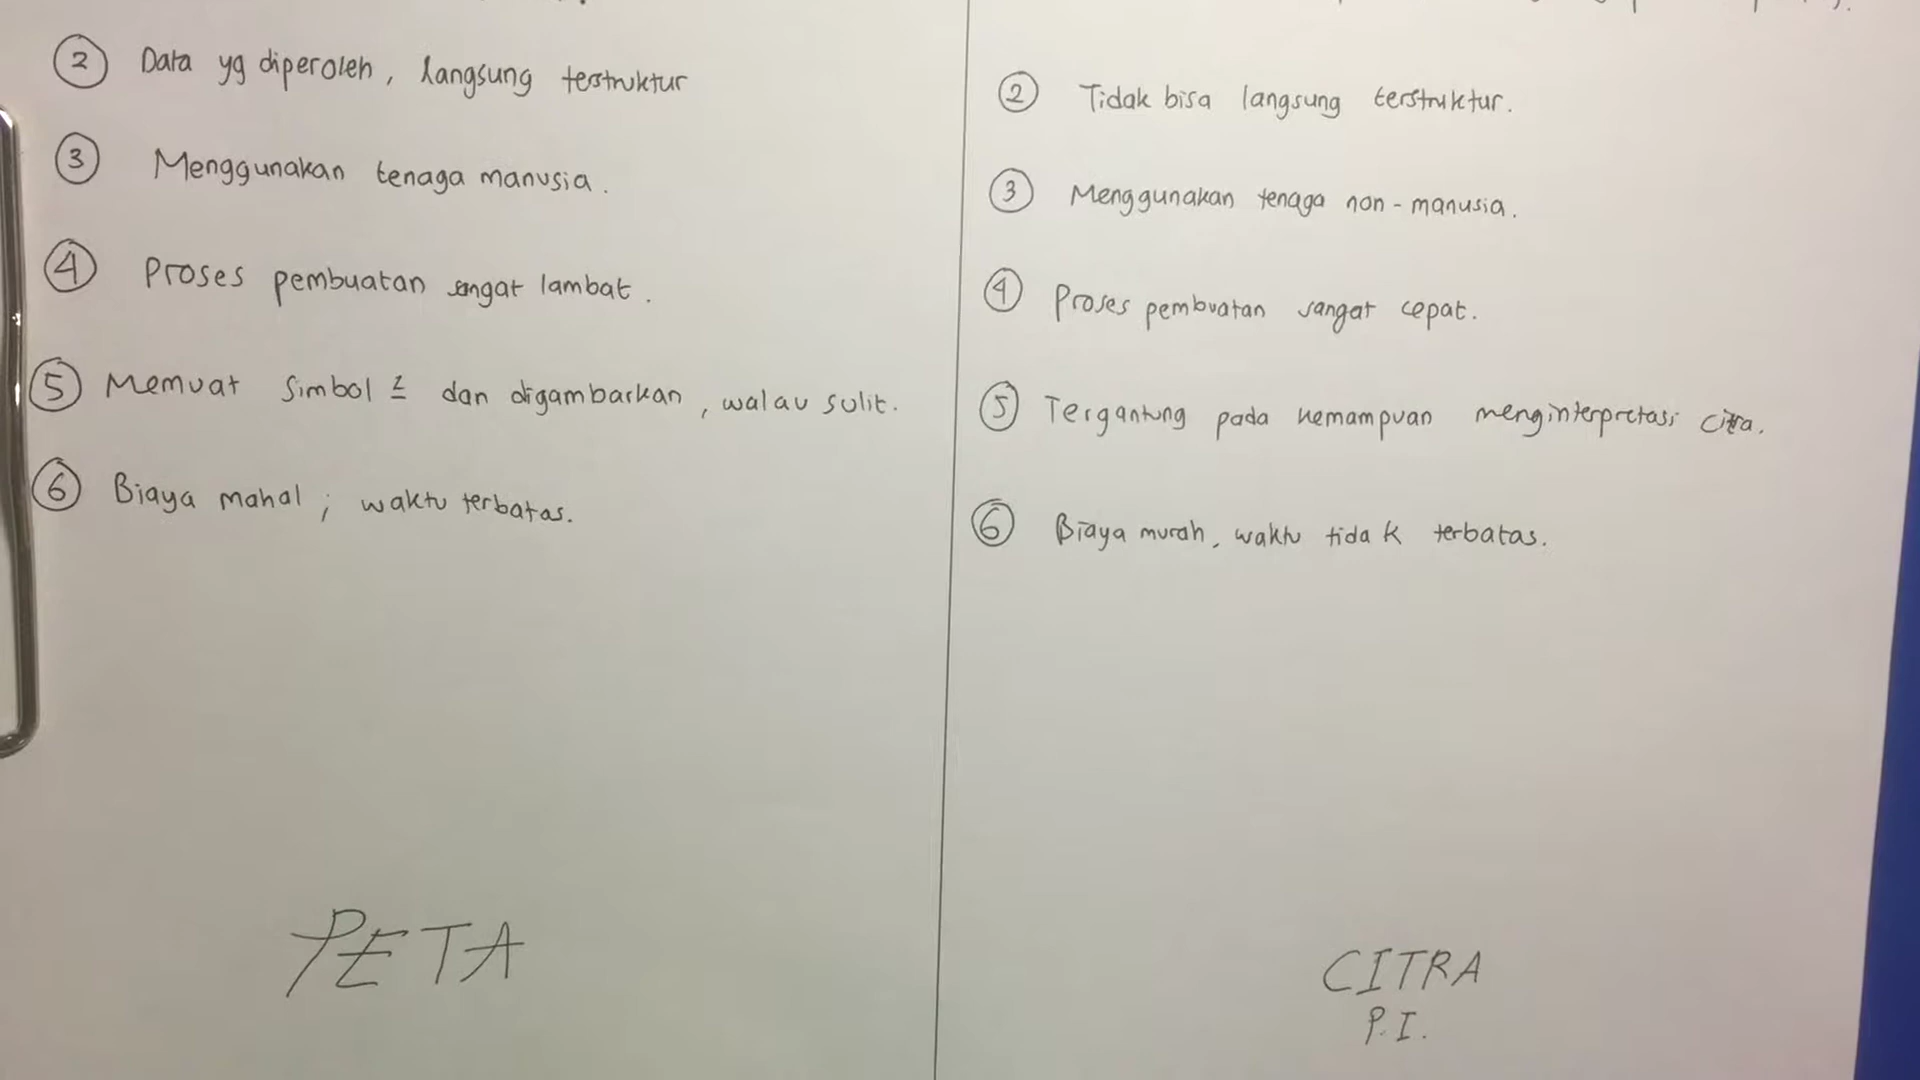 ② Data yg diperoleh, langsung terstruktur
③ Menggunakan tenaga manusia.
④ Proses pembuatan sangat lambat.
⑤ Memuat simbol ² dan digambarkan, walau sulit.
⑥ Biaya mahal; waktu terbatas.
PETA
② Tidak bisa langsung terstruktur.
③ Menggunakan tenaga non-manusia.
④ Proses pembuatan sangat cepat.
⑤ Tergantung pada kemampuan menginterpretasi citra.
⑥ Biaya murah, waktu tidak terbatas.
CITRA
P.I.